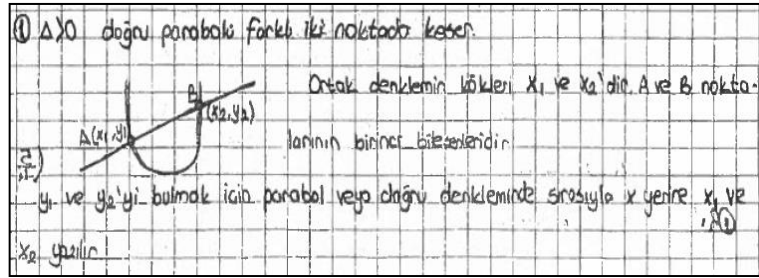 ① Δ>0 doğru parabolü farklı iki noktada keser.
Ortak denklemin kökleri x₁ ve x₂'dir. A ve B nokta-
B
(x₂,y₂)
A(x₁,y₁)
larının birinci bileşenleridir
y₁ ve y₂'yi bulmak için parabol veya doğru denkleminde sırasıyla x yerine x₁ ve
x₂ yazılır.